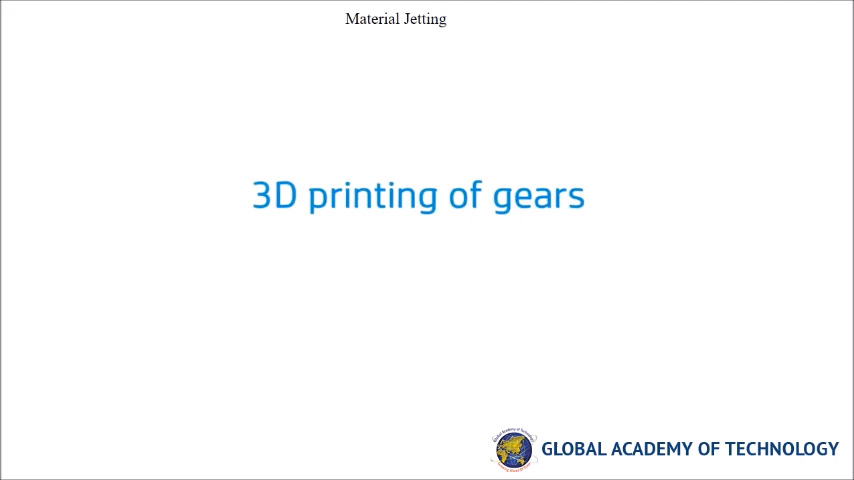 Material Jetting
3D printing of gears
GLOBAL ACADEMY OF TECHNOLOGY